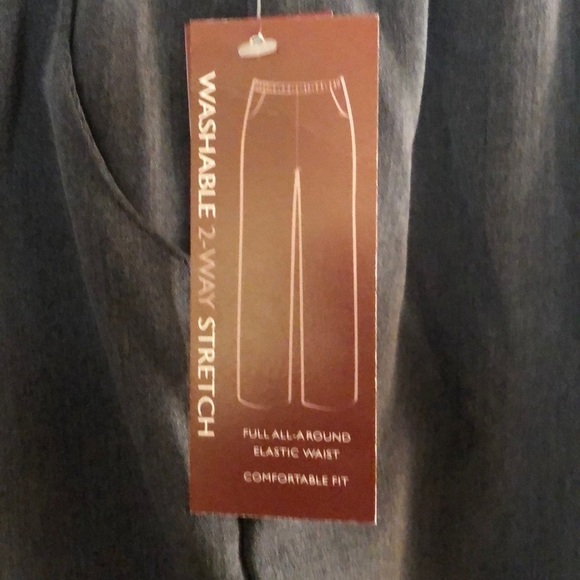 WASHABLE 2-WAY STRETCH
FULL ALL-AROUND
ELASTIC WAIST
COMFORTABLE FIT